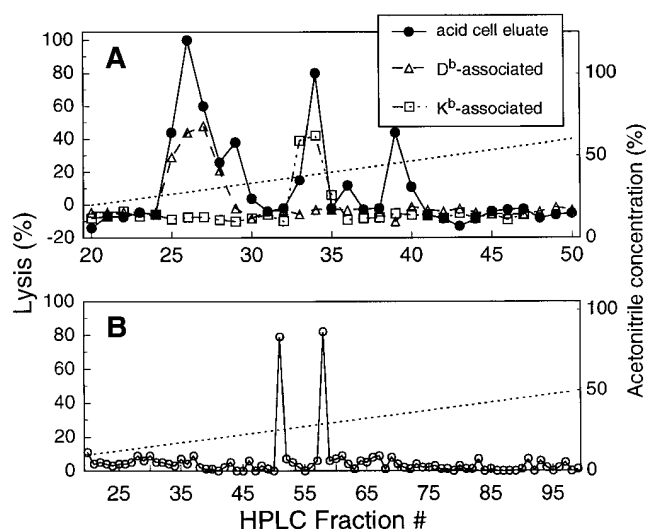 A
acid cell eluate
Dᵇ-associated
Kᵇ-associated
100
80
60
40
20
0
-20
100
50
0
20 25 30 35 40 45 50
Lysis (%)
Acetonitrile concentration (%)
B
100
80
60
40
20
0
100
50
0
25 35 45 55 65 75 85 95
HPLC Fraction #